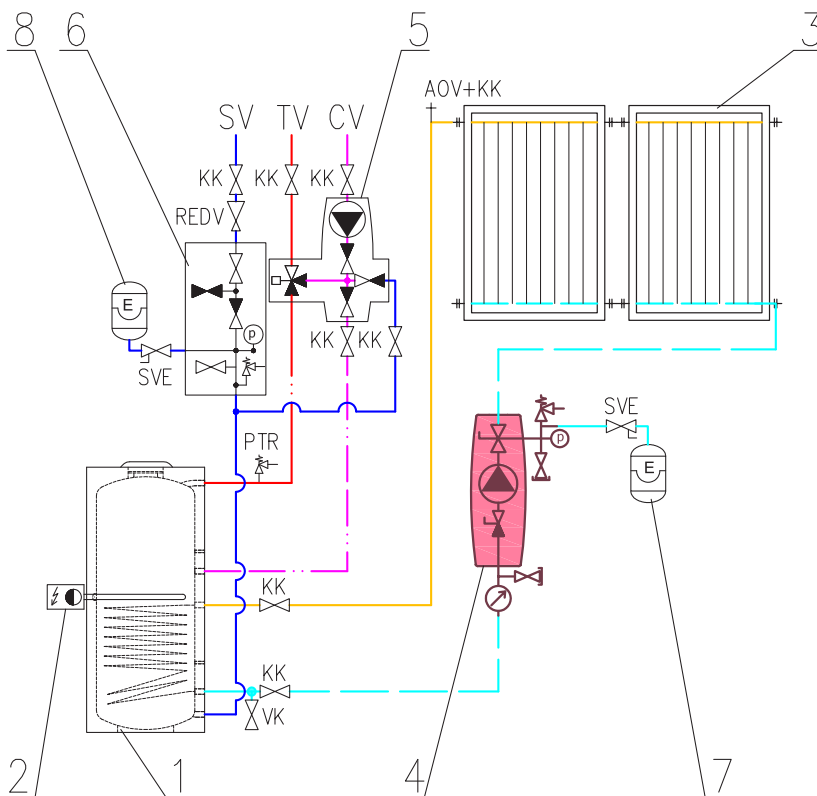 8 6 5 3
AOV+KK
SV TV CV
KK KK KK
REDV
E
p
KK KK
SVE
SVE
PTR
p
E
KK
KK
VK
2 1 4 7